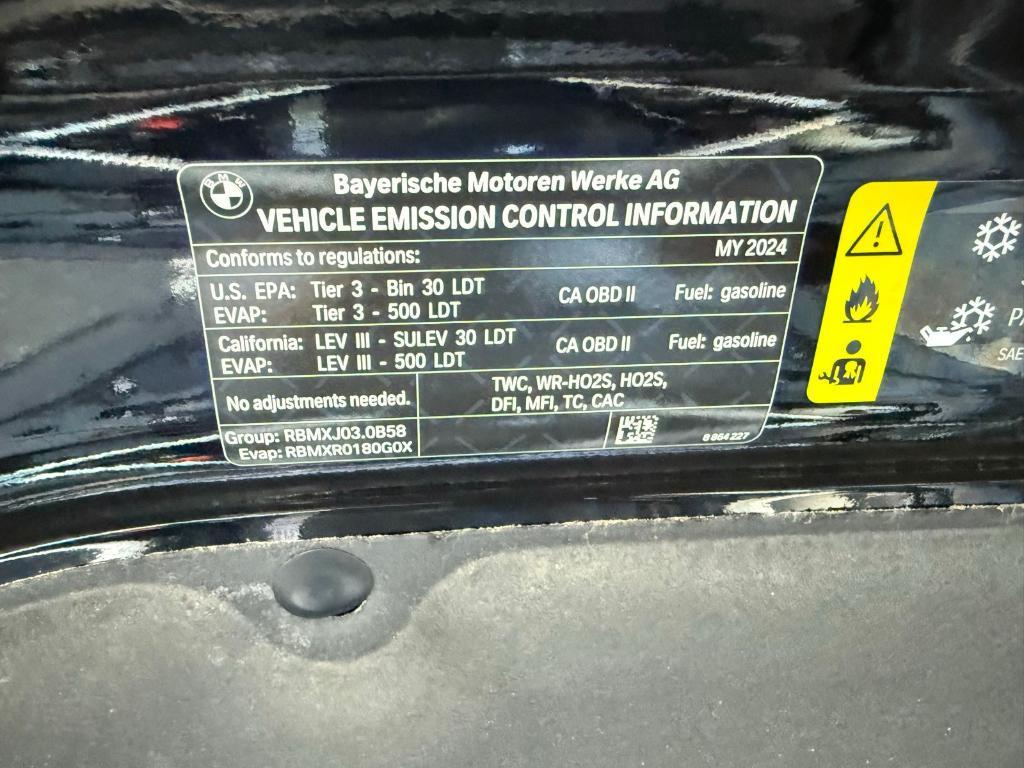 BMW
Bayerische Motoren Werke AG
VEHICLE EMISSION CONTROL INFORMATION
Conforms to regulations: MY 2024
U.S. EPA: Tier 3 - Bin 30 LDT CA OBD II Fuel: gasoline
EVAP: Tier 3 - 500 LDT
California: LEV III - SULEV 30 LDT CA OBD II Fuel: gasoline
EVAP: LEV III - 500 LDT
No adjustments needed. TWC, WR-HO2S, HO2S,
DFI, MFI, TC, CAC
Group: RBMXJ03.0B58
Evap: RBMXR0180G0X
8 864 227
SAE